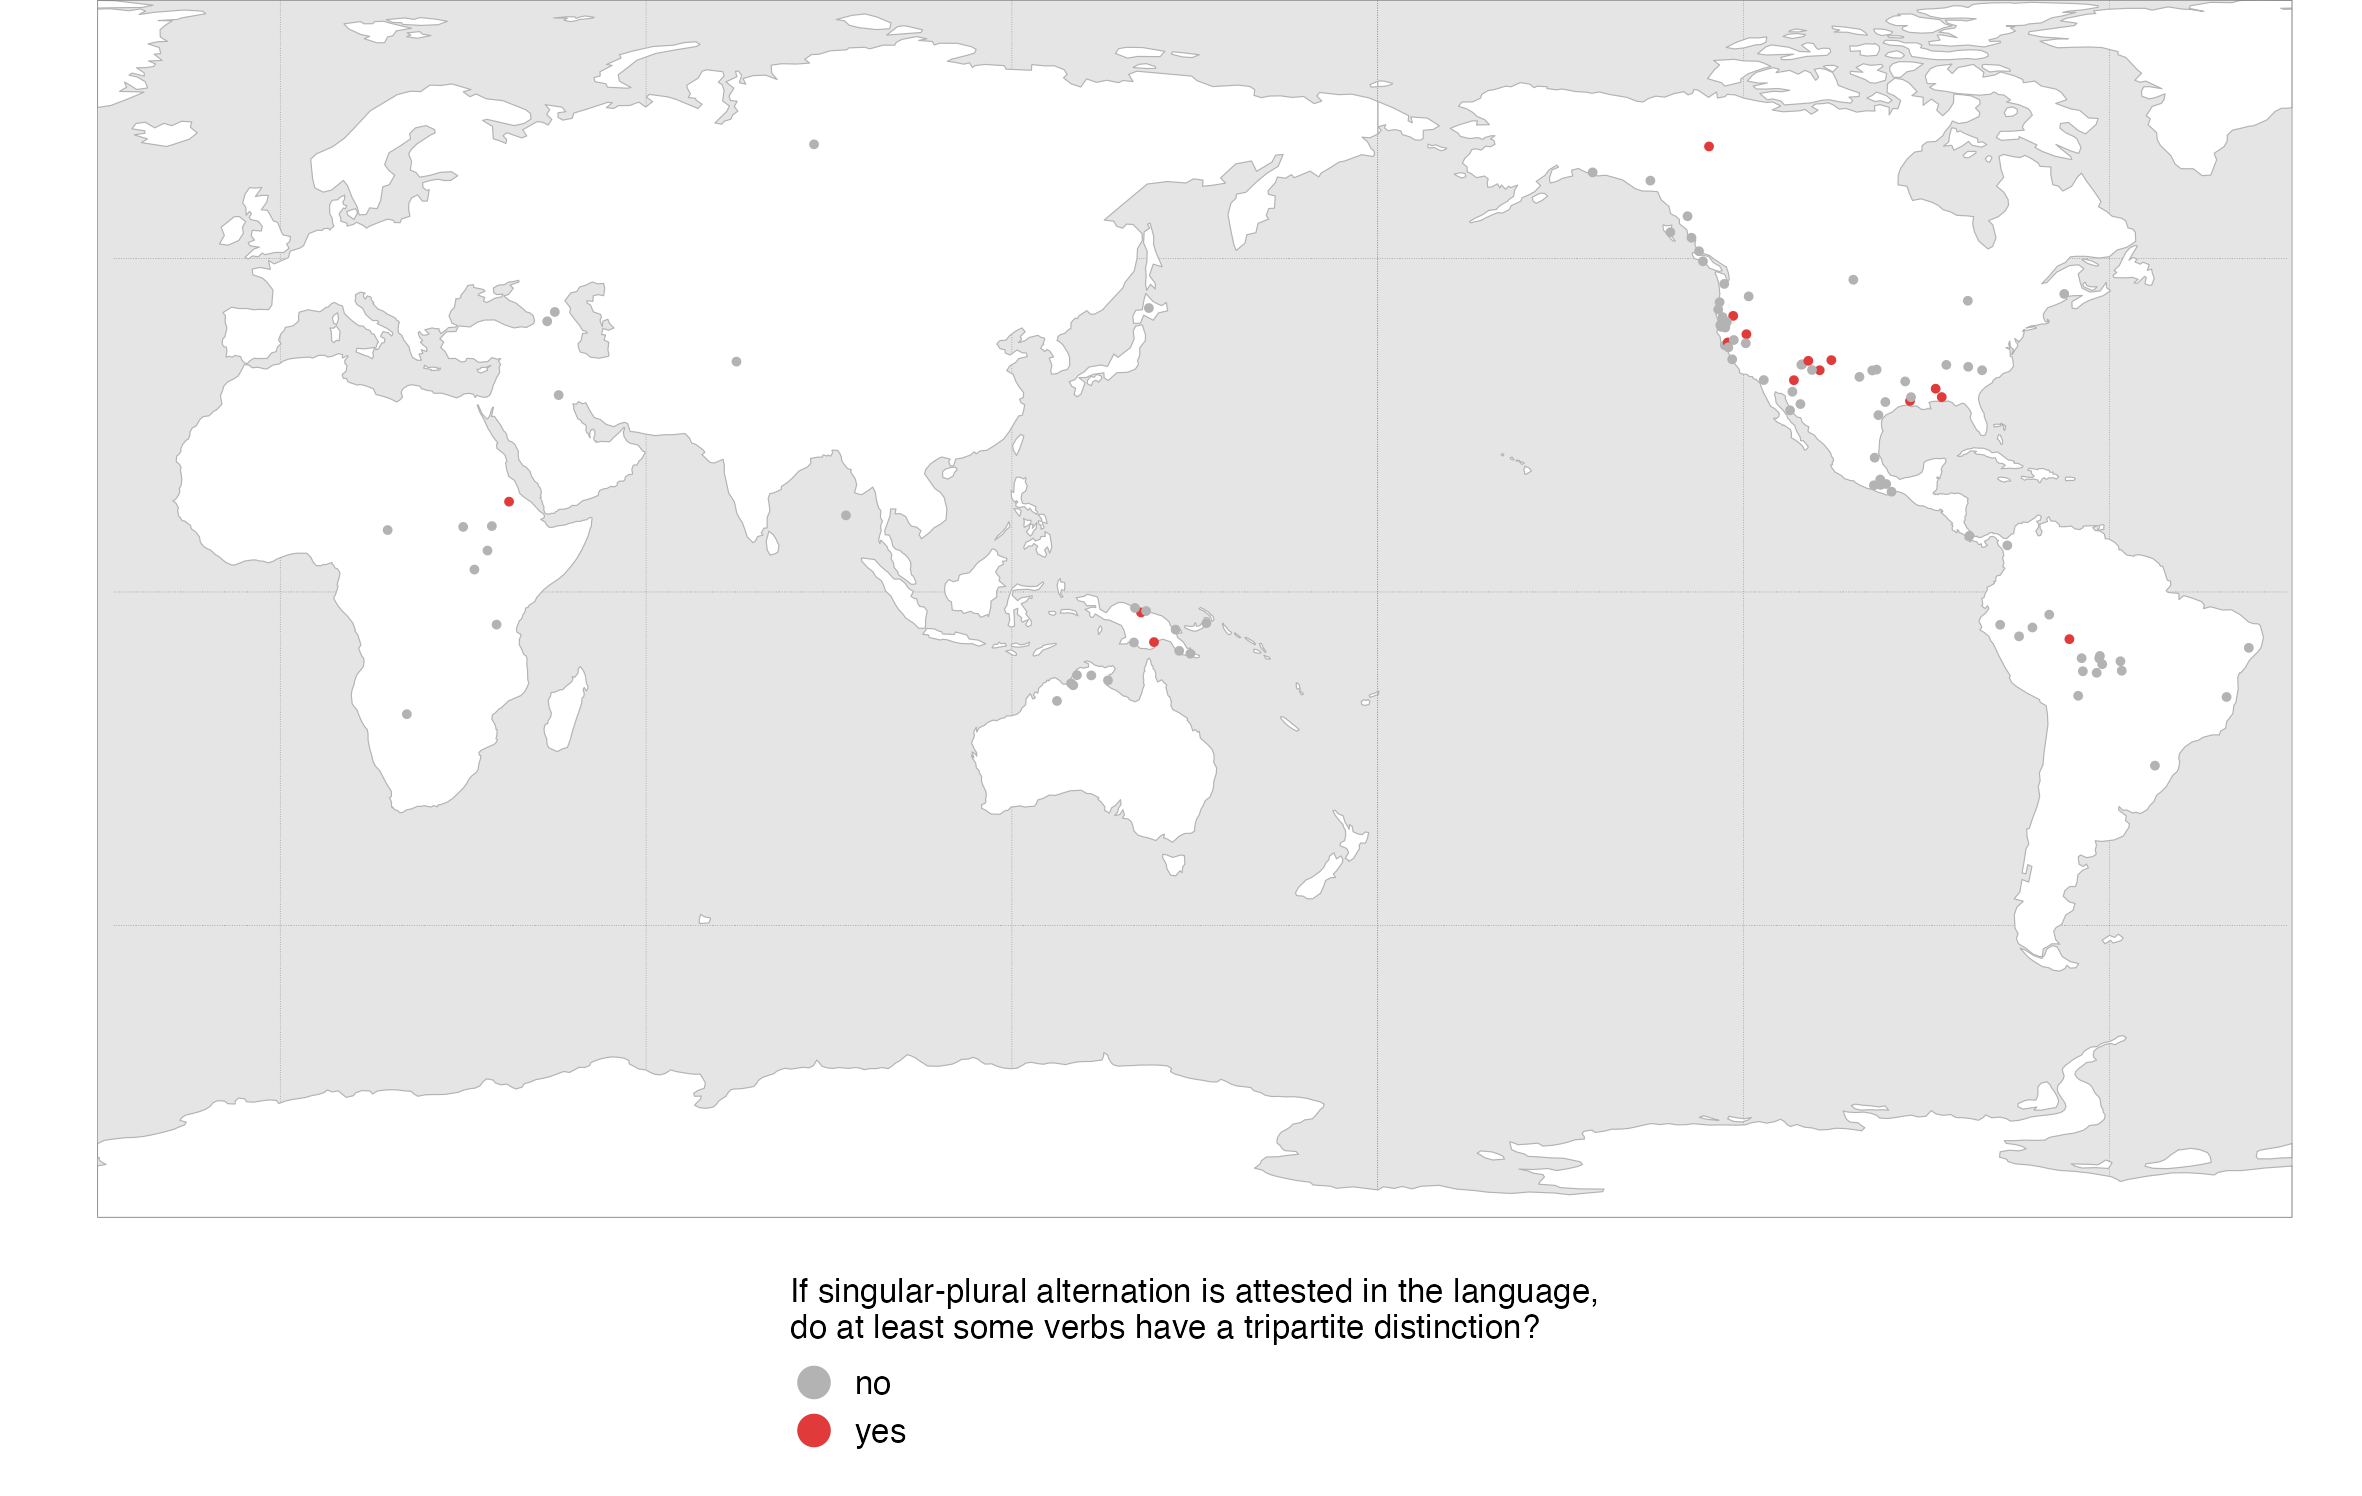 If singular-plural alternation is attested in the language,
do at least some verbs have a tripartite distinction?
no
yes